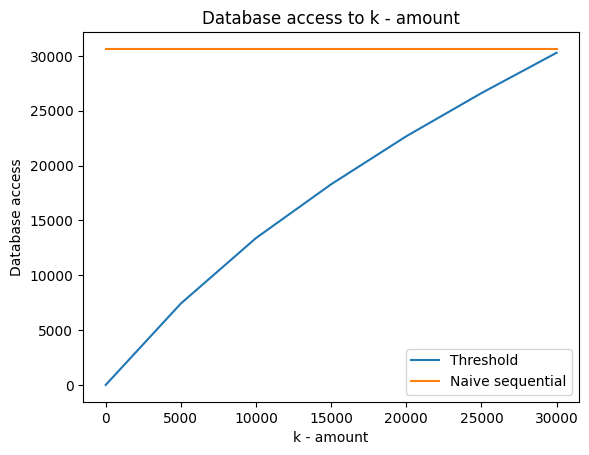 Database access to k - amount
30000
25000
20000
15000
10000
5000
0
Database access
Threshold
Naive sequential
0 5000 10000 15000 20000 25000 30000
k - amount